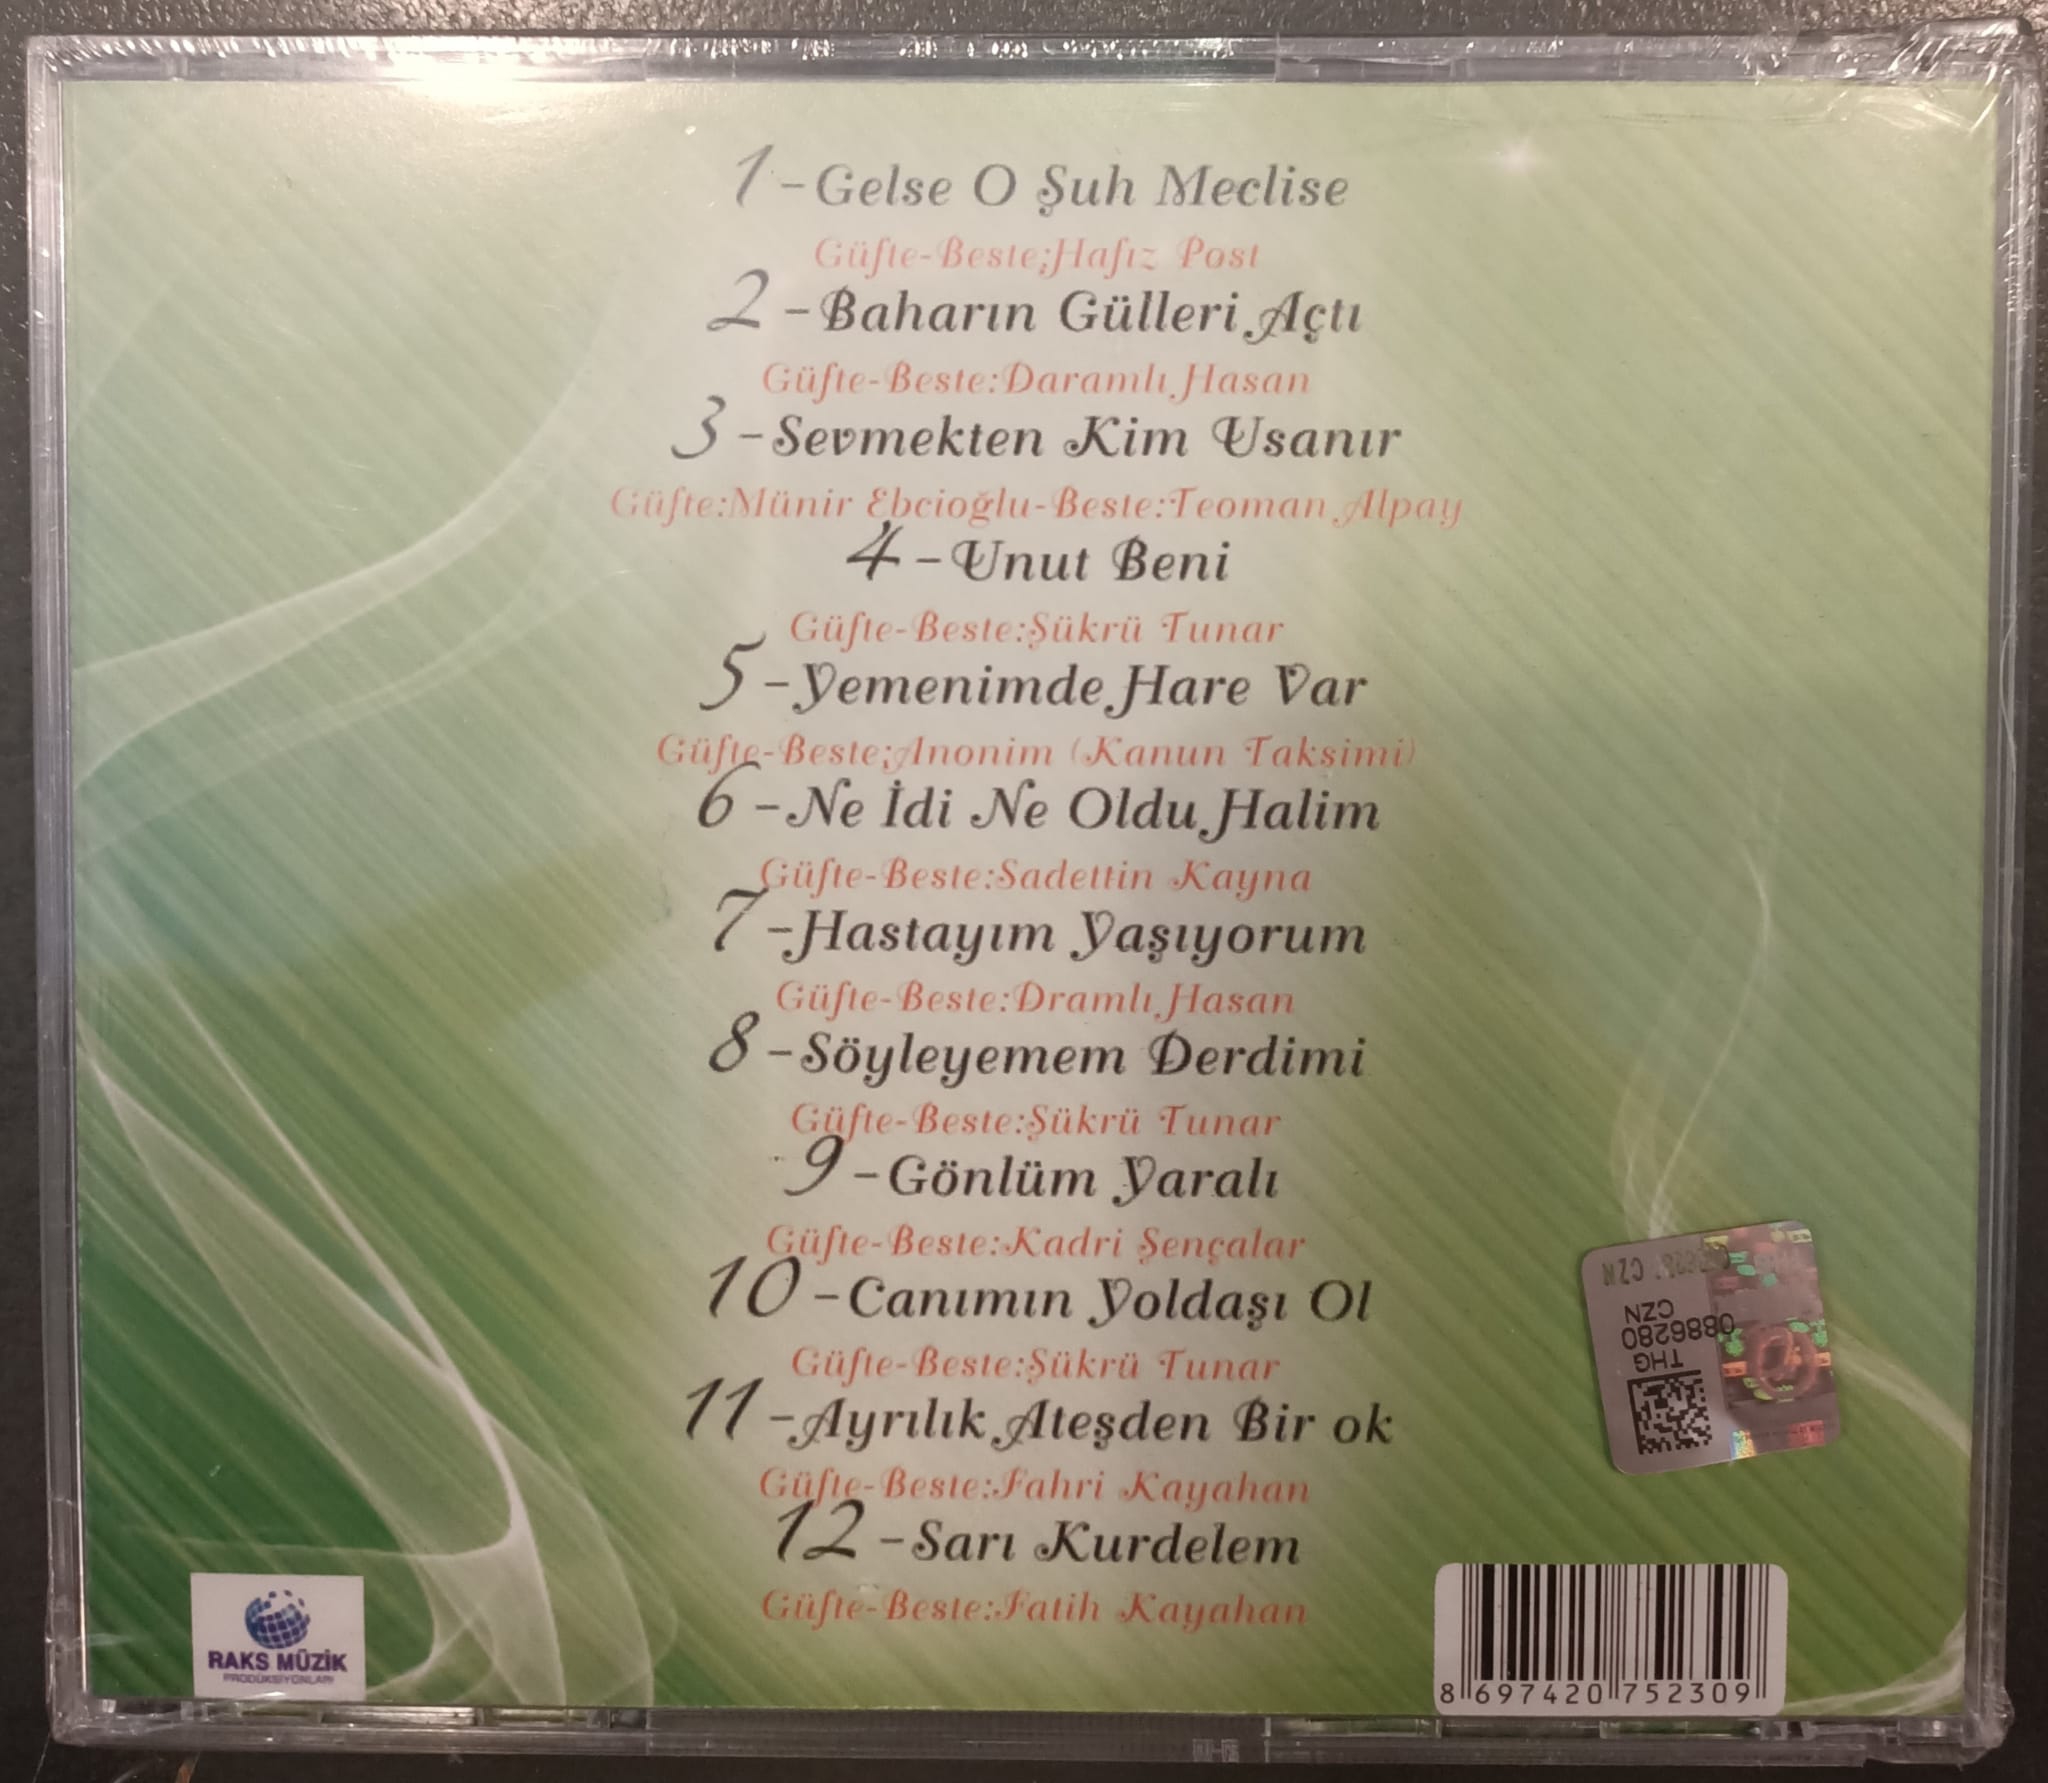 1-Gelse O Şuh Meclise
Güfte-Beste;Hafız Post
2-Baharın Gülleri Açtı
Güfte-Beste:Daramlı Hasan
3-Sevmekten Kim Usanır
Güfte:Münir Ebcioğlu-Beste:Teoman Alpay
4-Unut Beni
Güfte-Beste:Şükrü Tunar
5-Yemenimde Hare Var
Güfte-Beste;Anonim (Kanun Taksimi)
6-Ne İdi Ne Oldu Halim
Güfte-Beste:Sadettin Kayna
7-Hastayım Yaşıyorum
Güfte-Beste:Dramlı Hasan
8-Söyleyemem Derdimi
Güfte-Beste:Şükrü Tunar
9-Gönlüm Yaralı
Güfte-Beste:Kadri Şençalar
10-Canımın Yoldaşı Ol
Güfte-Beste:Şükrü Tunar
11-Ayrılık Ateşden Bir ok
Güfte-Beste:Fahri Kayahan
12-Sarı Kurdelem
Güfte-Beste:Fatih Kayahan
RAKS MÜZİK
PRODÜKSİYONLARI
THG
0886280
CZN
8 697420 752309